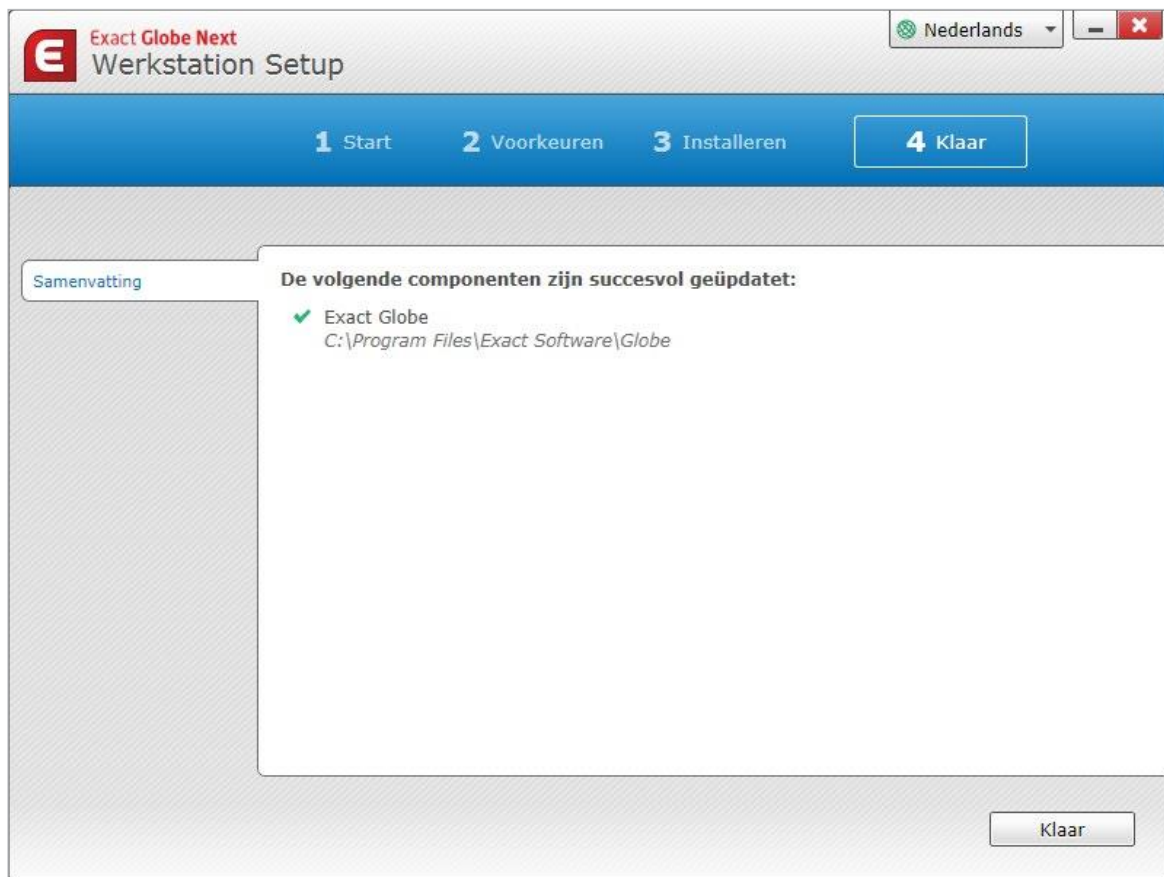 Exact Globe Next
Werkstation Setup
Nederlands
1 Start
2 Voorkeuren
3 Installeren
4 Klaar
Samenvatting
De volgende componenten zijn succesvol geüpdatet:
Exact Globe
C:\Program Files\Exact Software\Globe
Klaar